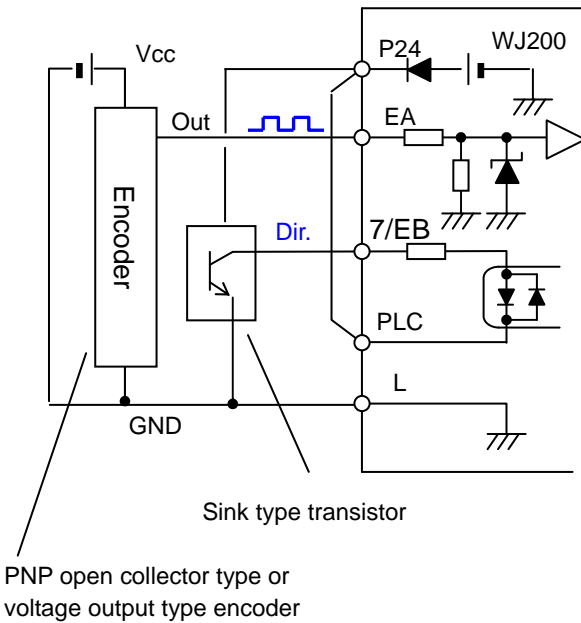 Vcc
P24
WJ200
Out
EA
Encoder
Dir.
7/EB
PLC
L
GND
Sink type transistor
PNP open collector type or
voltage output type encoder